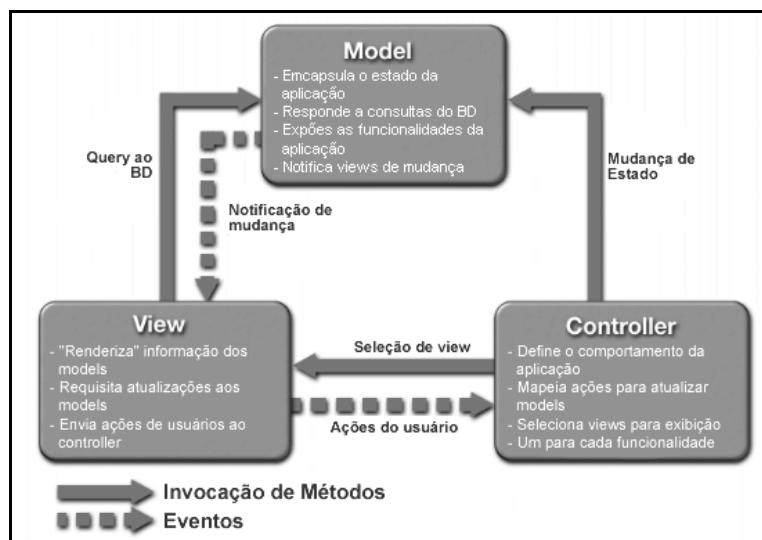 Model
- Emcapsula o estado da
aplicação
- Responde a consultas do BD
- Expões as funcionalidades da
aplicação
- Notifica views de mudança
Query ao
BD
Mudança de
Estado
Notificação de
mudança
View
- "Renderiza" informação dos
models
- Requisita atualizações aos
models
- Envia ações de usuários ao
controller
Seleção de view
Ações do usuário
Controller
- Define o comportamento da
aplicação
- Mapeia ações para atualizar
models
- Seleciona views para exibição
- Um para cada funcionalidade
Invocação de Métodos
Eventos